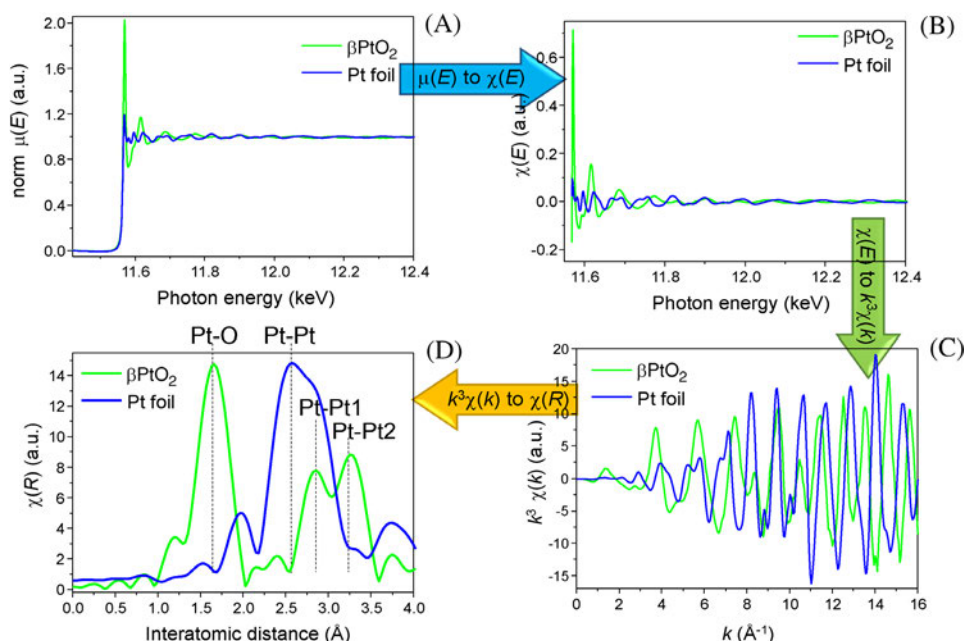 (A)
2.0
1.5
1.0
0.5
0.0
norm μ(E) (a.u.)
βPtO₂
Pt foil
11.6 11.8 12.0 12.2 12.4
Photon energy (keV)
μ(E) to χ(E)
(B)
0.6
0.4
0.2
0.0
-0.2
χ(E) (a.u.)
βPtO₂
Pt foil
11.6 11.8 12.0 12.2 12.4
Photon energy (keV)
χ(E) to k³χ(k)
(C)
20
15
10
5
0
-5
-10
-15
k³ χ(k) (a.u.)
βPtO₂
Pt foil
0 2 4 6 8 10 12 14 16
k (Å⁻¹)
k³χ(k) to χ(R)
(D)
Pt-O Pt-Pt
βPtO₂
Pt foil
Pt-Pt1
Pt-Pt2
14
12
10
8
6
4
2
0
χ(R) (a.u.)
0.0 0.5 1.0 1.5 2.0 2.5 3.0 3.5 4.0
Interatomic distance (Å)